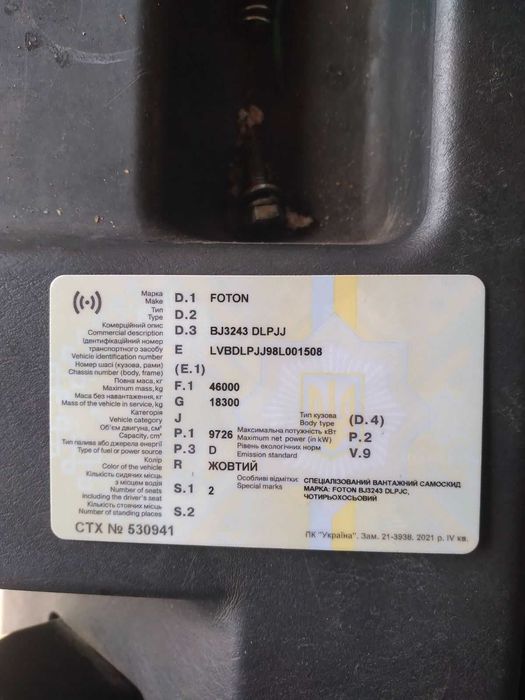 Марка
Make D.1 FOTON
Тип
Type D.2
Комерційний опис
Commercial description D.3 BJ3243 DLPJJ
Ідентифікаційний номер
транспортного засобу
Vehicle identification number E LVBDLPJJ98L001508
Номер шасі (кузова, рами)
Chassis number (body, frame) (E.1)
Повна маса, кг
Maximum mass, kg F.1 46000
Маса без навантаження, кг
Mass of the vehicle in service, kg G 18300
Категорія
Vehicle category J
Тип кузова
Body type (D.4)
Об'єм двигуна, см³
Capacity, cm³ P.1 9726
Максимальна потужність кВт
Maximum net power (in kW) P.2
Тип палива або джерела енергії
Type of fuel or power source P.3 D
Рівень екологічних норм
Emission standard V.9
Колір
Color of the vehicle R ЖОВТИЙ
Кількість сидячих місць
з місцем водія
Number of seats
including the driver's seat S.1 2
Особливі відмітки:
Special marks
СПЕЦІАЛІЗОВАНИЙ ВАНТАЖНИЙ САМОСКИД
МАРКА: FOTON BJ3243 DLPJC,
ЧОТИРЬОХОСЬОВИЙ
Кількість стоячих місць
Number of standing places S.2
СТХ № 530941
ПК "Україна". Зам. 21-3938. 2021 р. IV кв.